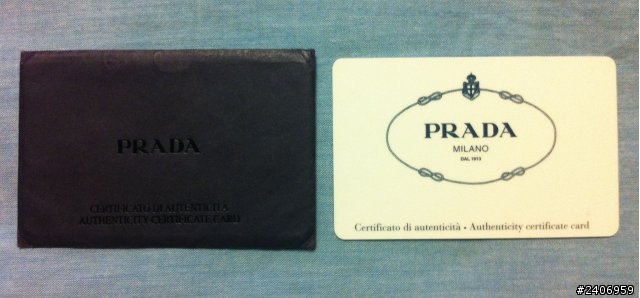 PRADA
CERTIFICATO DI AUTENTICITÀ
AUTHENTICITY CERTIFICATE CARD
PRADA
MILANO
DAL 1913
Certificato di autenticità • Authenticity certificate card
#2406959